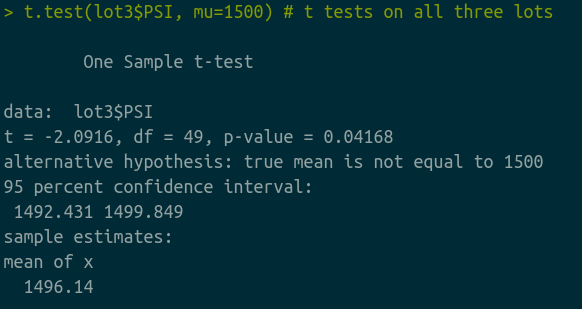 > t.test(lot3$PSI, mu=1500) # t tests on all three lots
One Sample t-test
data:  lot3$PSI
t = -2.0916, df = 49, p-value = 0.04168
alternative hypothesis: true mean is not equal to 1500
95 percent confidence interval:
1492.431 1499.849
sample estimates:
mean of x
1496.14